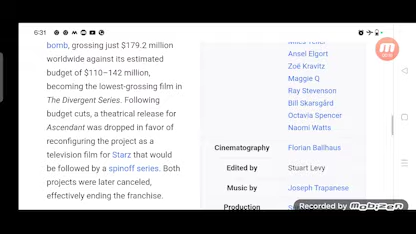 6:31
bomb, grossing just $179.2 million
worldwide against its estimated
budget of $110–142 million,
becoming the lowest-grossing film in
The Divergent Series. Following
budget cuts, a theatrical release for
Ascendant was dropped in favor of
reconfiguring the project as a
television film for Starz that would
be followed by a spinoff series. Both
projects were later canceled,
effectively ending the franchise.
Miles Teller
Ansel Elgort
Zoë Kravitz
Maggie Q
Ray Stevenson
Bill Skarsgård
Octavia Spencer
Naomi Watts
Cinematography Florian Ballhaus
Edited by Stuart Levy
Music by Joseph Trapanese
Production
Recorded by Mobizen